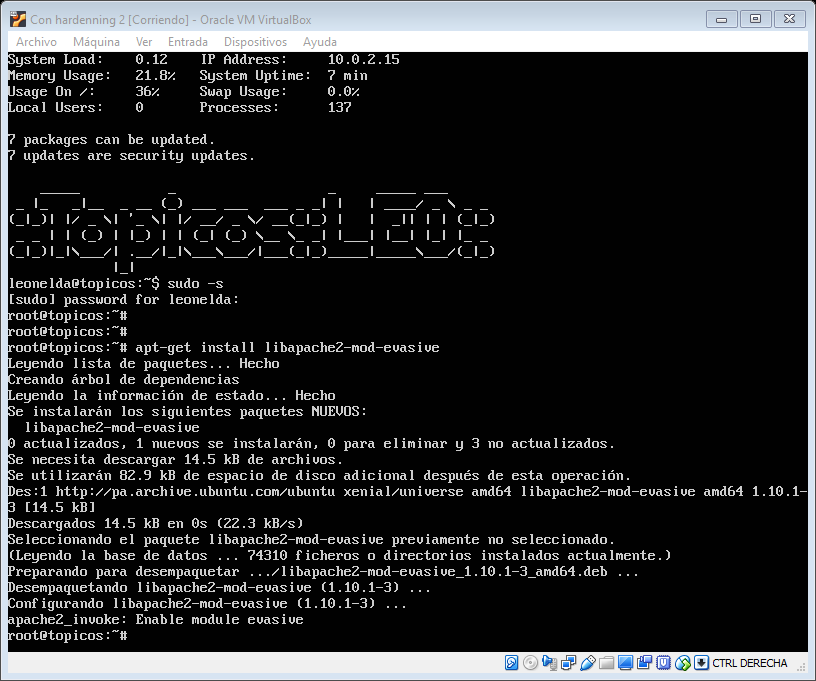 Con hardenning 2 [Corriendo] - Oracle VM VirtualBox
Archivo Máquina Ver Entrada Dispositivos Ayuda
System Load: 0.12 IP Address: 10.0.2.15
Memory Usage: 21.8% System Uptime: 7 min
Usage On /: 36% Swap Usage: 0.0%
Local Users: 0 Processes: 137
7 packages can be updated.
7 updates are security updates.
::Topicos::LEO::
leonelda@topicos:~$ sudo -s
[sudo] password for leonelda:
root@topicos:~#
root@topicos:~#
root@topicos:~# apt-get install libapache2-mod-evasive
Leyendo lista de paquetes... Hecho
Creando árbol de dependencias
Leyendo la información de estado... Hecho
Se instalarán los siguientes paquetes NUEVOS:
libapache2-mod-evasive
0 actualizados, 1 nuevos se instalarán, 0 para eliminar y 3 no actualizados.
Se necesita descargar 14.5 kB de archivos.
Se utilizarán 82.9 kB de espacio de disco adicional después de esta operación.
Des:1 http://pa.archive.ubuntu.com/ubuntu xenial/universe amd64 libapache2-mod-evasive amd64 1.10.1-
3 [14.5 kB]
Descargados 14.5 kB en 0s (22.3 kB/s)
Seleccionando el paquete libapache2-mod-evasive previamente no seleccionado.
(Leyendo la base de datos ... 74310 ficheros o directorios instalados actualmente.)
Preparando para desempaquetar .../libapache2-mod-evasive_1.10.1-3_amd64.deb ...
Desempaquetando libapache2-mod-evasive (1.10.1-3) ...
Configurando libapache2-mod-evasive (1.10.1-3) ...
apache2_invoke: Enable module evasive
root@topicos:~#
CTRL DERECHA